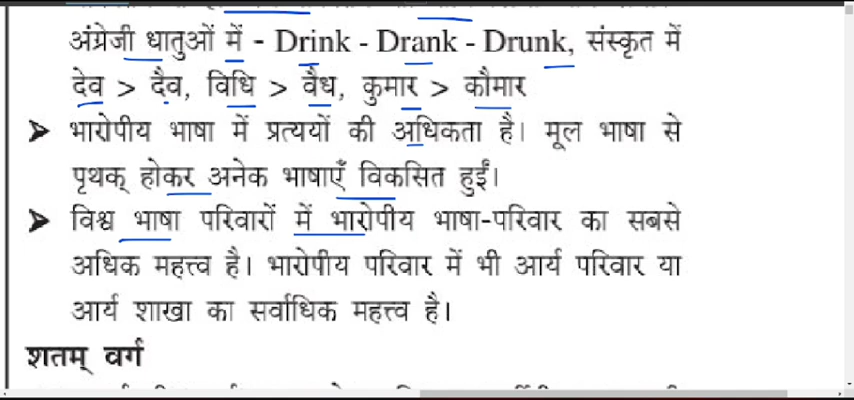 अंग्रेजी धातुओं में - Drink - Drank - Drunk, संस्कृत में
देव > दैव, विधि > वैध, कुमार > कौमार
➤ भारोपीय भाषा में प्रत्ययों की अधिकता है। मूल भाषा से
पृथक् होकर अनेक भाषाएँ विकसित हुईं।
➤ विश्व भाषा परिवारों में भारोपीय भाषा-परिवार का सबसे
अधिक महत्त्व है। भारोपीय परिवार में भी आर्य परिवार या
आर्य शाखा का सर्वाधिक महत्त्व है।
शतम् वर्ग